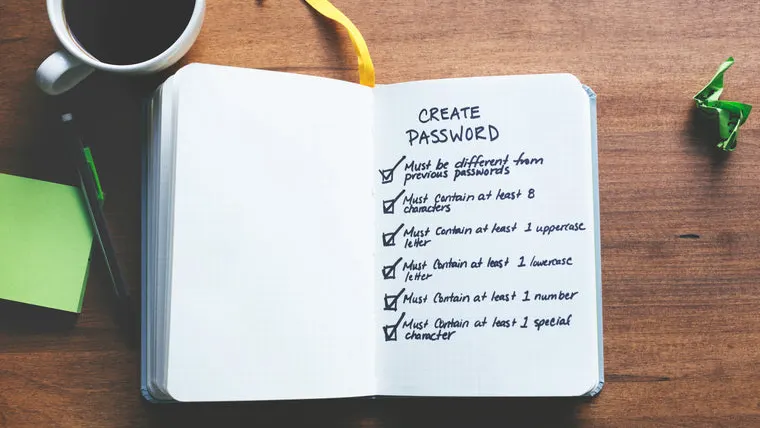 CREATE
PASSWORD
Must be different from
previous passwords
Must Contain at least 8
characters
Must Contain at least 1 uppercase
letter
Must Contain at least 1 lowercase
letter
Must Contain at least 1 number
Must Contain at least 1 special
character